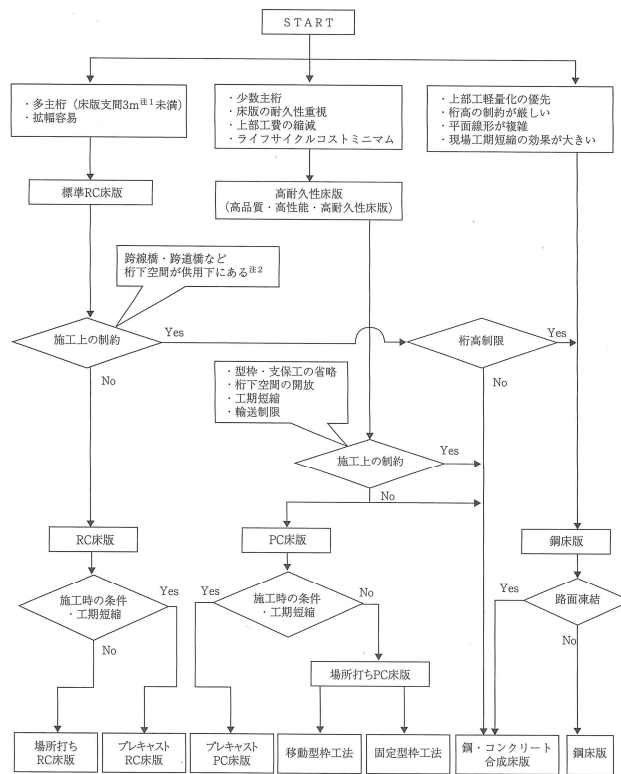 START
・多主桁（床版支間3m注1未満）
・拡幅容易
・少数主桁
・床版の耐久性重視
・上部工費の縮減
・ライフサイクルコストミニマム
・上部工軽量化の優先
・桁高の制約が厳しい
・平面線形が複雑
・現場工期短縮の効果が大きい
標準RC床版
高耐久性床版
(高品質・高性能・高耐久性床版)
跨線橋・跨道橋など
桁下空間が供用下にある注2
施工上の制約
Yes
No
桁高制限
Yes
No
・型枠・支保工の省略
・桁下空間の開放
・工期短縮
・輸送制限
施工上の制約
Yes
No
RC床版
PC床版
鋼床版
施工時の条件
・工期短縮
Yes
No
施工時の条件
・工期短縮
Yes
No
路面凍結
Yes
No
場所打ちPC床版
場所打ち
RC床版
プレキャスト
RC床版
プレキャスト
PC床版
移動型枠工法
固定型枠工法
鋼・コンクリート
合成床版
鋼床版